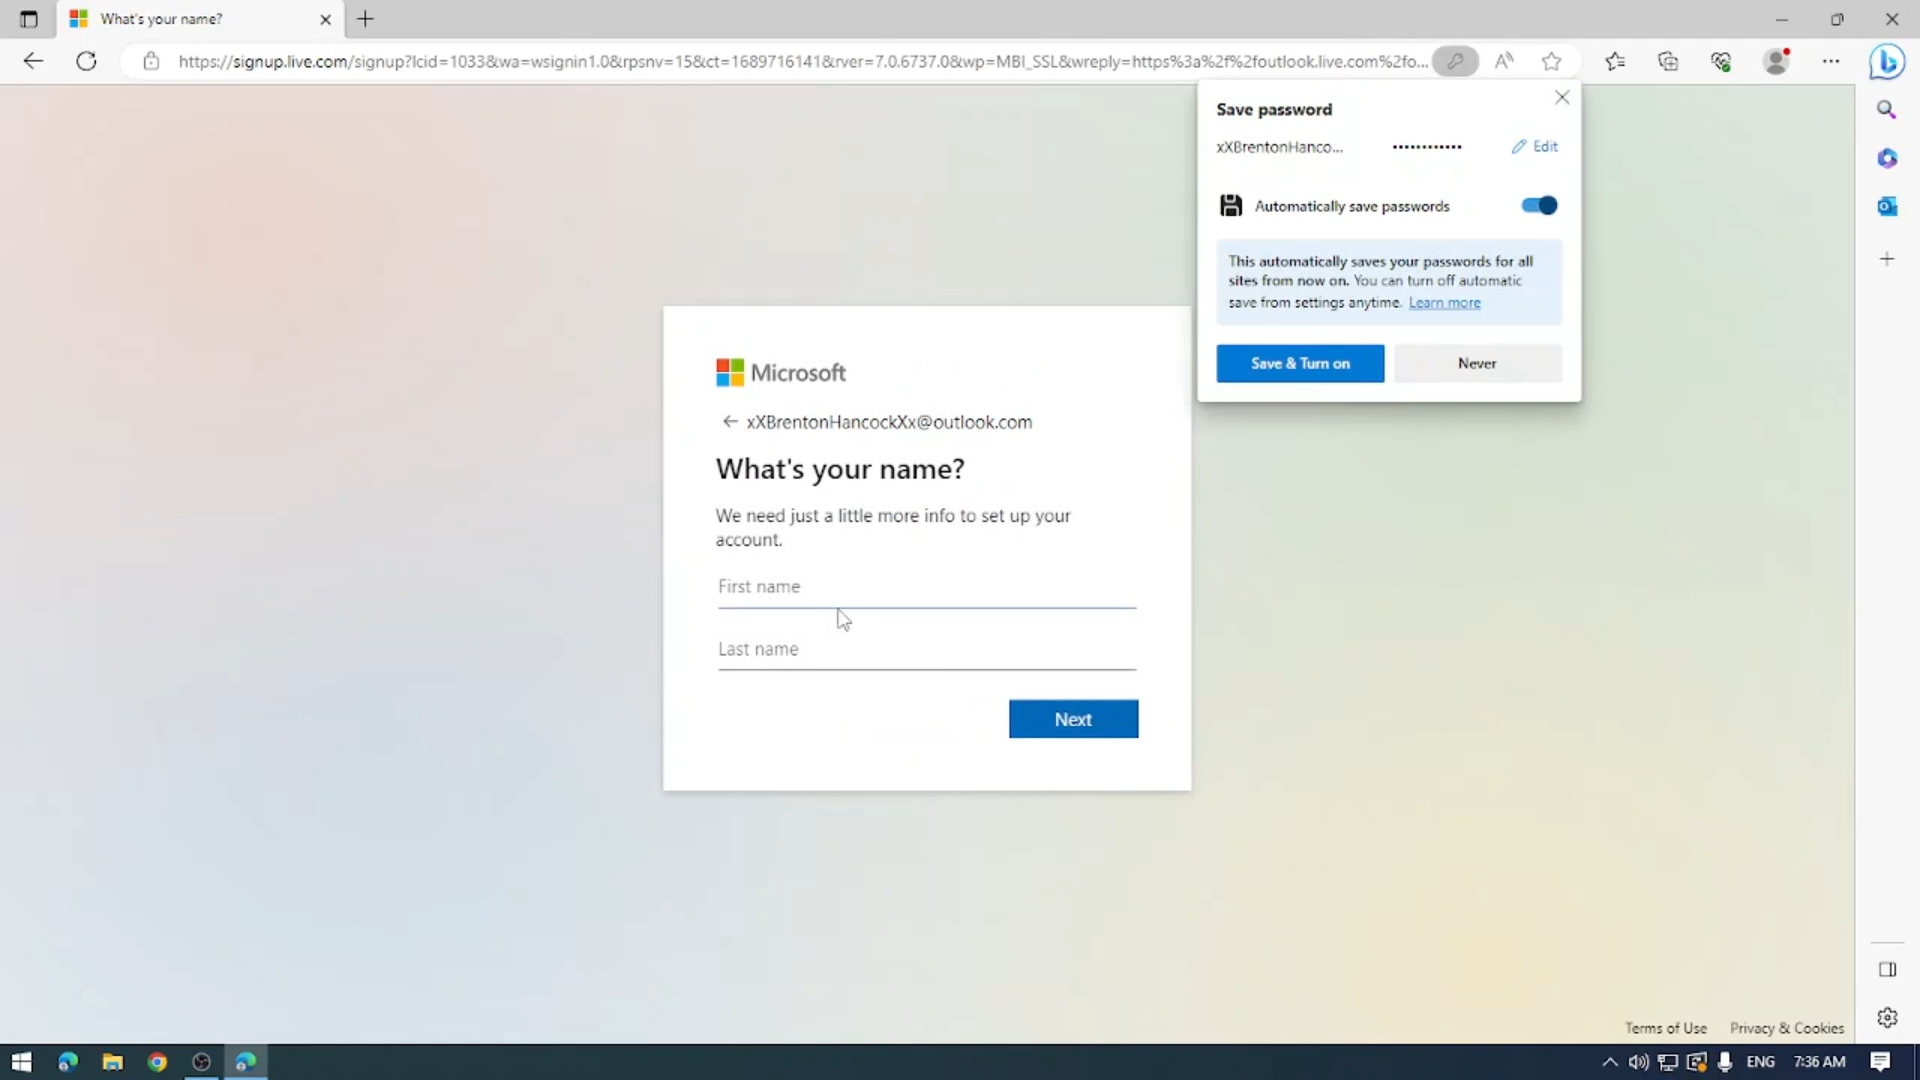 What's your name?
https://signup.live.com/signup?lcid=1033&wa=wsignin1.0&rpsnv=15&ct=1689716141&rver=7.0.6737.0&wp=MBI_SSL&wreply=https%3a%2f%2foutlook.live.com%2fo...
Save password
xXBrentonHanco... •••••••••••• Edit
Automatically save passwords
This automatically saves your passwords for all
sites from now on. You can turn off automatic
save from settings anytime. Learn more
Save & Turn on Never
Microsoft
xXBrentonHancockXx@outlook.com
What's your name?
We need just a little more info to set up your
account.
First name
Last name
Next
Terms of Use Privacy & Cookies
ENG 7:36 AM